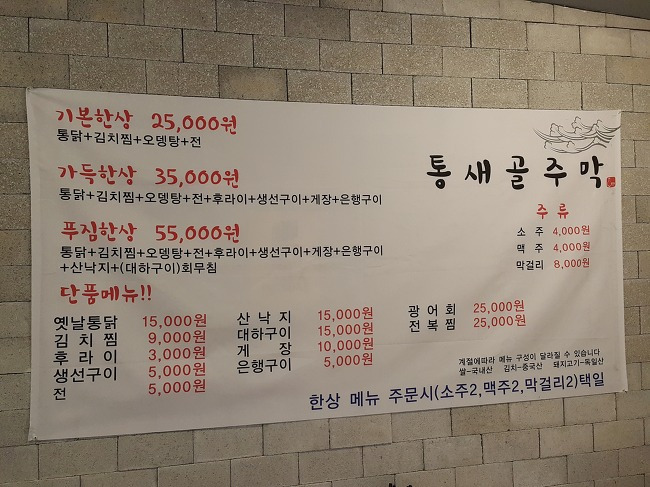 기본한상 25,000원
통닭+김치찜+오뎅탕+전
가득한상 35,000원
통닭+김치찜+오뎅탕+전+후라이+생선구이+게장+은행구이
푸짐한상 55,000원
통닭+김치찜+오뎅탕+전+후라이+생선구이+게장+은행구이
+산낙지+(대하구이)회무침
통새골주막
주류
소주 4,000원
맥주 4,000원
막걸리 8,000원
단품메뉴!!
옛날통닭 15,000원
김치찜 9,000원
후라이 3,000원
생선구이 5,000원
전 5,000원
산낙지 15,000원
대하구이 15,000원
게장 10,000원
은행구이 5,000원
광어회 25,000원
전복찜 25,000원
계절에따라 메뉴 구성이 달라질 수 있습니다
쌀-국내산 김치-중국산 돼지고기-독일산
한상 메뉴 주문시(소주2,맥주2,막걸리2)택일